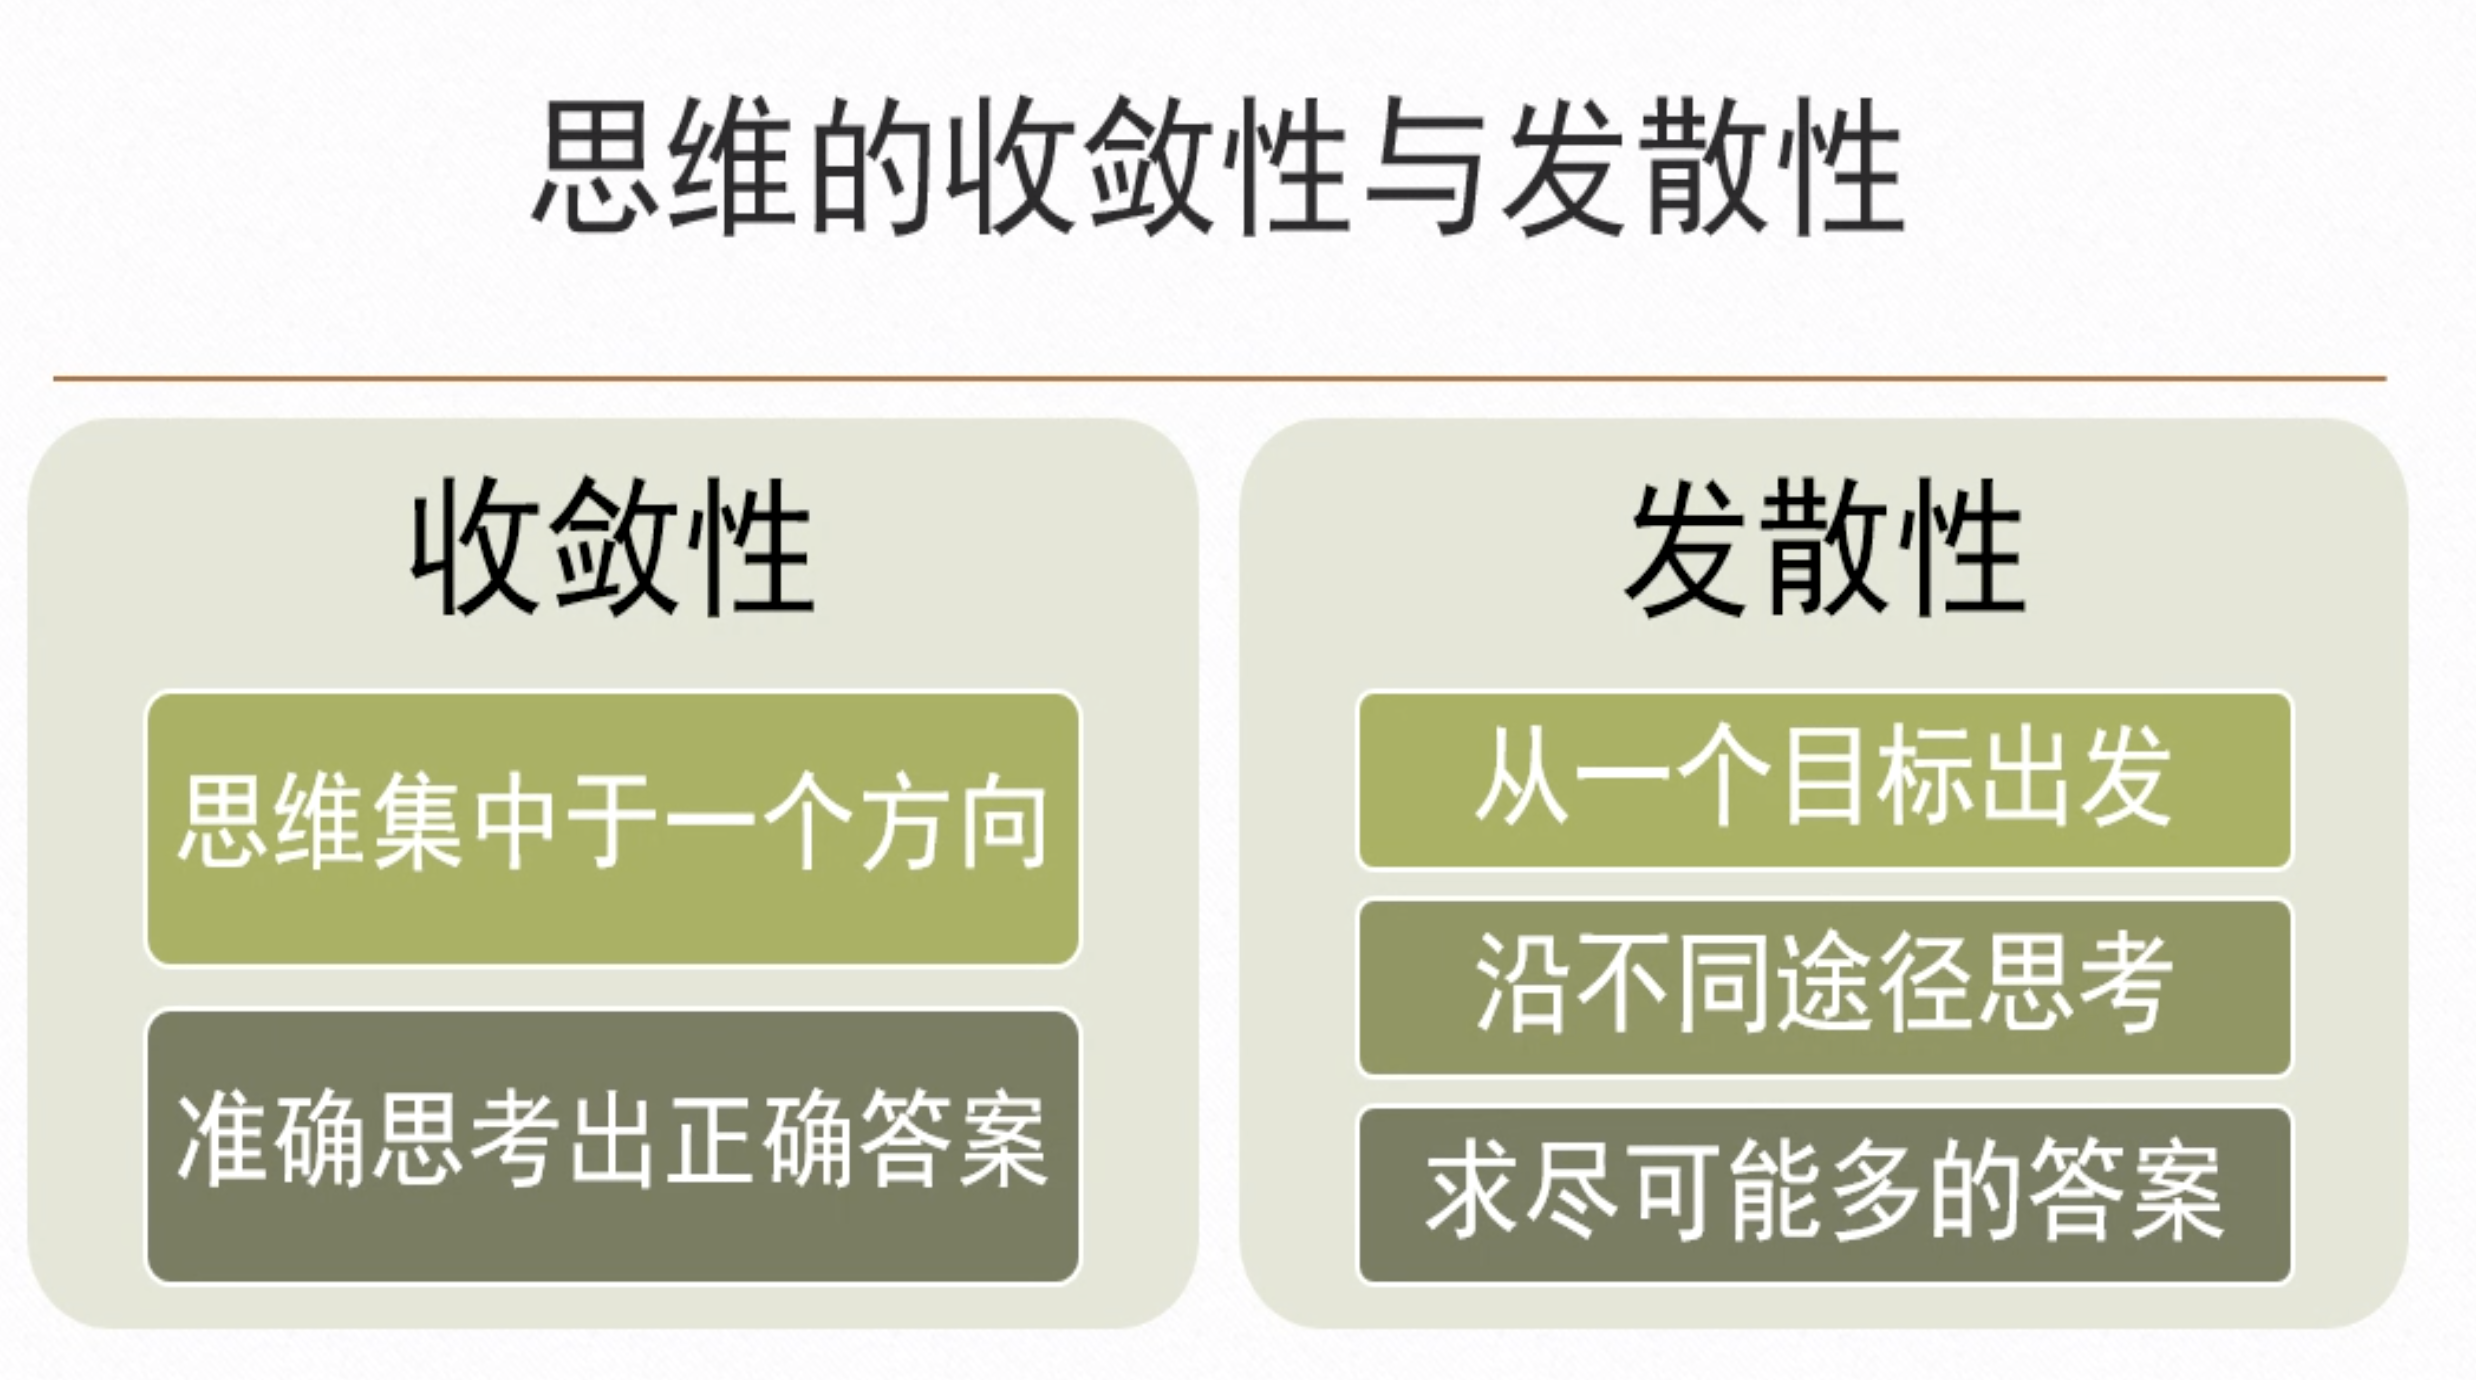 思维的收敛性与发散性
收敛性
思维集中于一个方向
准确思考出正确答案
发散性
从一个目标出发
沿不同途径思考
求尽可能多的答案